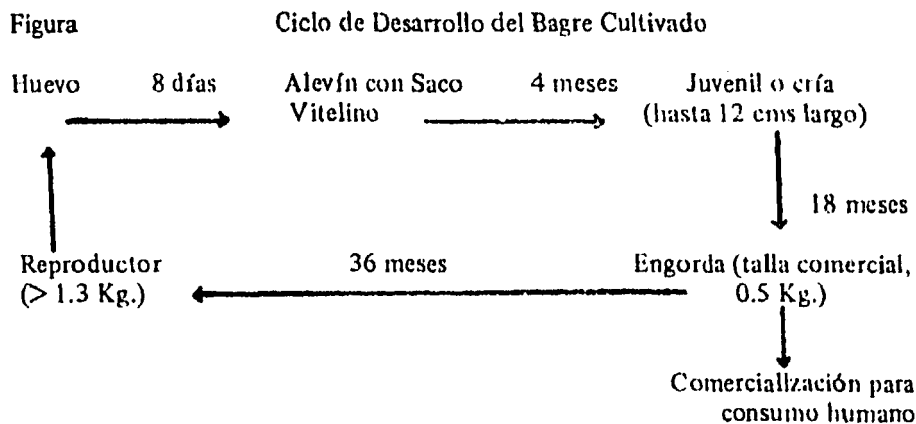 Figura Ciclo de Desarrollo del Bagre Cultivado
Huevo 8 días Alevín con Saco Vitelino 4 meses Juvenil o cría
(hasta 12 cms largo)
18 meses
Reproductor 36 meses Engorda (talla comercial,
(> 1.3 Kg.) 0.5 Kg.)
Comercialización para
consumo humano